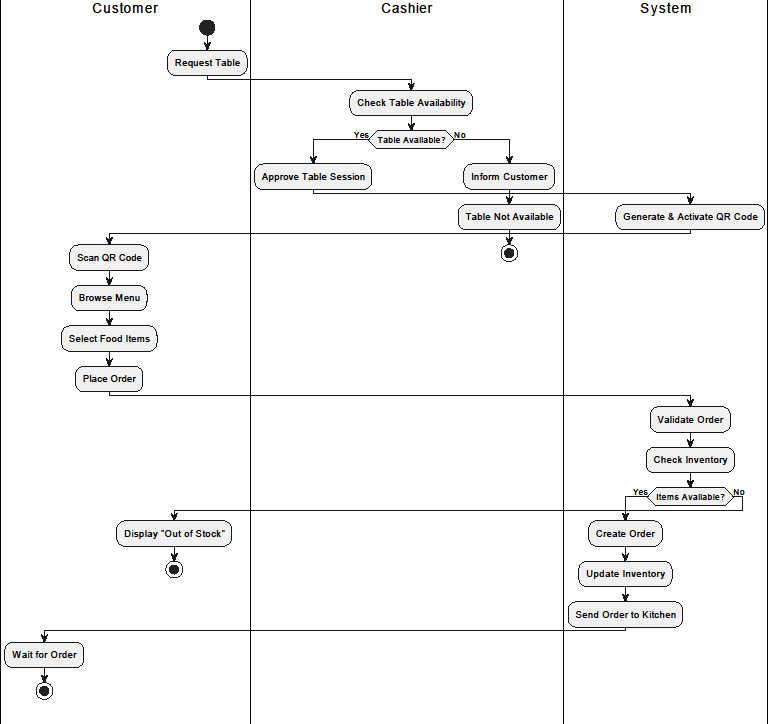 Customer
Cashier
System
Request Table
Check Table Availability
Yes
Table Available?
No
Approve Table Session
Inform Customer
Table Not Available
Generate & Activate QR Code
Scan QR Code
Browse Menu
Select Food Items
Place Order
Validate Order
Check Inventory
Yes
Items Available?
No
Display "Out of Stock"
Create Order
Update Inventory
Send Order to Kitchen
Wait for Order